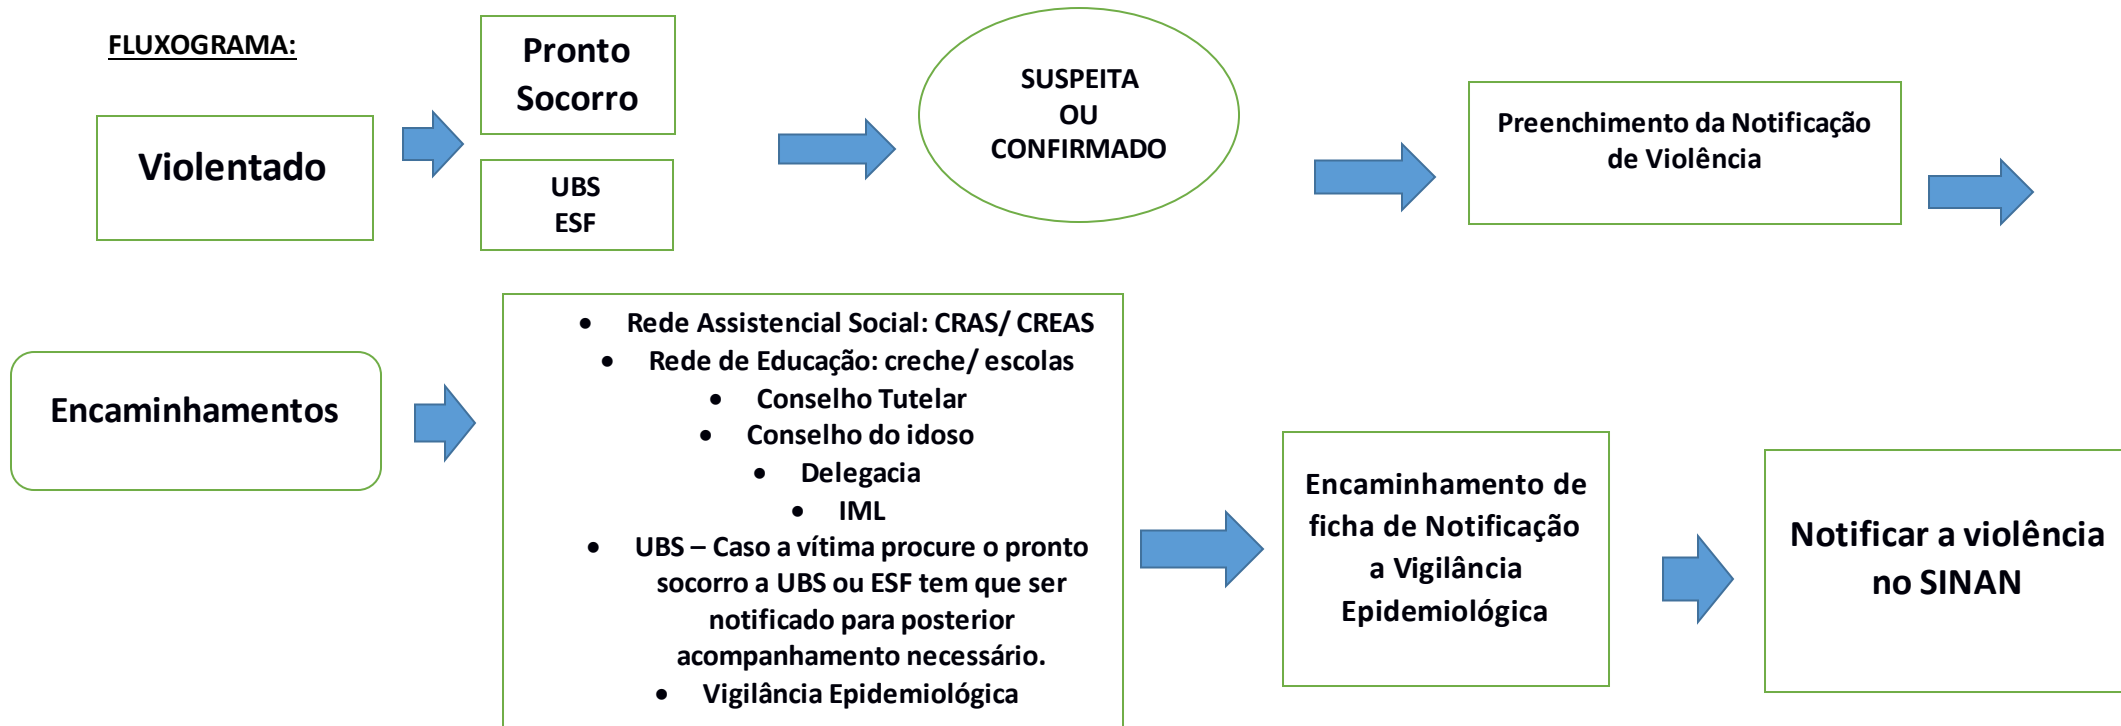 FLUXOGRAMA:
Violentado
Pronto
Socorro
UBS
ESF
SUSPEITA
OU
CONFIRMADO
Preenchimento da Notificação
de Violência
Encaminhamentos
• Rede Assistencial Social: CRAS/ CREAS
• Rede de Educação: creche/ escolas
• Conselho Tutelar
• Conselho do idoso
• Delegacia
• IML
• UBS – Caso a vítima procure o pronto
socorro a UBS ou ESF tem que ser
notificado para posterior
acompanhamento necessário.
• Vigilância Epidemiológica
Encaminhamento de
ficha de Notificação
a Vigilância
Epidemiológica
Notificar a violência
no SINAN